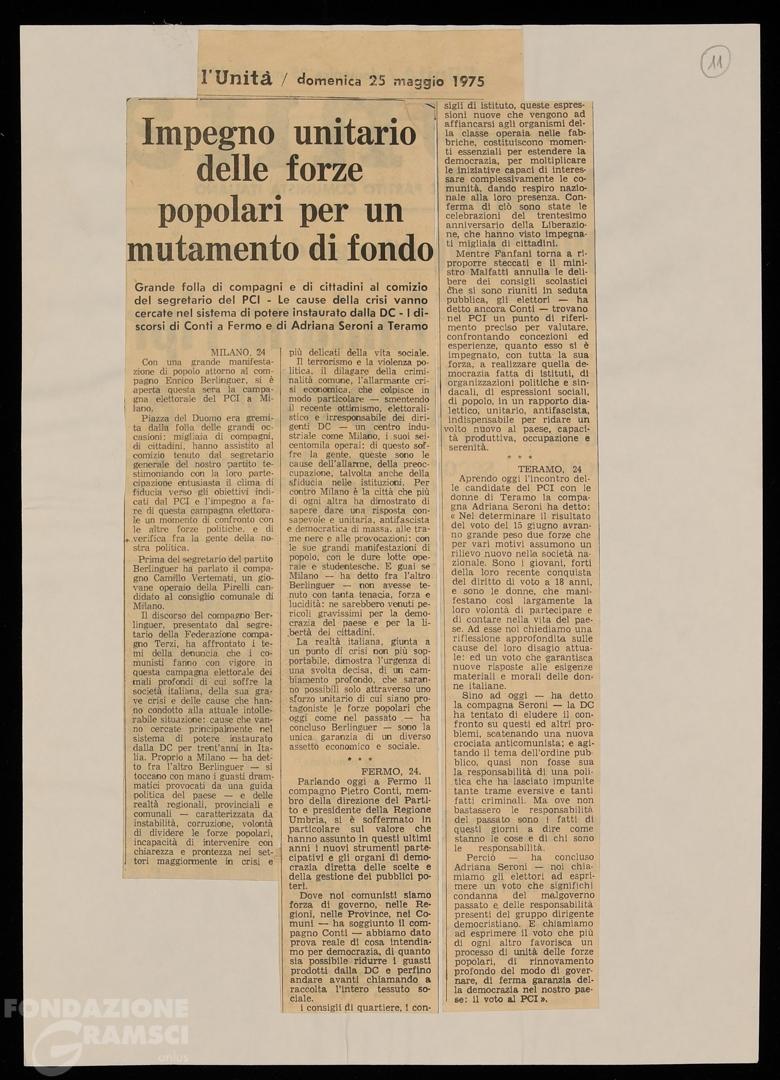 11
l'Unità / domenica 25 maggio 1975
Impegno unitario
delle forze
popolari per un
mutamento di fondo
Grande folla di compagni e di cittadini al comizio
del segretario del PCI - Le cause della crisi vanno
cercate nel sistema di potere instaurato dalla DC - I di-
scorsi di Conti a Fermo e di Adriana Seroni a Teramo
MILANO, 24
Con una grande manifesta-
zione di popolo attorno al com-
pagno Enrico Berlinguer, si è
aperta questa sera la campa-
gna elettorale del PCI a Mi-
lano.
Piazza del Duomo era gremi-
ta dalla folla delle grandi oc-
casioni: migliaia di compagni,
di cittadini, hanno assistito al
comizio tenuto dal segretario
generale del nostro partito te-
stimoniando con la loro parte-
cipazione entusiasta il clima di
fiducia verso gli obiettivi indi-
cati dal PCI e l'impegno a fa-
re di questa campagna elettora-
le un momento di confronto con
le altre forze politiche, e di
verifica fra la gente della no-
stra politica.
Prima del segretario del partito
Berlinguer ha parlato il compa-
gno Camillo Vertemati, un gio-
vane operaio della Pirelli can-
didato al consiglio comunale di
Milano.
Il discorso del compagno Ber-
linguer, presentato dal segre-
tario della Federazione compa-
gno Terzi, ha affrontato i te-
mi della denuncia che i co-
munisti fanno con vigore in
questa campagna elettorale dei
mali profondi di cui soffre la
società italiana, della sua gra-
ve crisi e delle cause che han-
no condotto alla attuale intolle-
rabile situazione: cause che van-
no cercate principalmente nel
sistema di potere instaurato
dalla DC per trent'anni in Ita-
lia. Proprio a Milano — ha det-
to fra l'altro Berlinguer — si
toccano con mano i guasti dram-
matici provocati da una guida
politica del paese — e delle
realtà regionali, provinciali e
comunali — caratterizzata da
instabilità, corruzione, volontà
di dividere le forze popolari,
incapacità di intervenire con
chiarezza e prontezza nei set-
tori maggiormente in crisi e
più delicati della vita sociale.
Il terrorismo e la violenza po-
litica, il dilagare della crimi-
nalità comune, l'allarmante cri-
si economica, che colpisce in
modo particolare — smentendo
il recente ottimismo, elettorali-
stico e irresponsabile dei diri-
genti DC — un centro indu-
striale come Milano, i suoi sei-
centomila operai: di questo sof-
fre la gente, queste sono le
cause dell'allarme, della preoc-
cupazione, talvolta anche della
sfiducia nelle istituzioni. Per
contro Milano è la città che più
di ogni altra ha dimostrato di
sapere dare una risposta con-
sapevole e unitaria, antifascista
e democratica di massa, alle tra-
me nere e alle provocazioni: con
le sue grandi manifestazioni di
popolo, con le dure lotte ope-
raie e studentesche. E guai se
Milano — ha detto fra l'altro
Berlinguer — non avesse te-
nuto con tanta tenacia, forza e
lucidità: ne sarebbero venuti pe-
ricoli gravissimi per la demo-
crazia del paese e per la li-
bertà dei cittadini.
La realtà italiana, giunta a
un punto di crisi non più sop-
portabile, dimostra l'urgenza di
una svolta decisa, di un cam-
biamento profondo, che saran-
no possibili solo attraverso uno
sforzo unitario di cui siano pro-
tagoniste le forze popolari che
oggi come nel passato — ha
concluso Berlinguer — sono la
unica garanzia di un diverso
assetto economico e sociale.
* * *
FERMO, 24.
Parlando oggi a Fermo il
compagno Pietro Conti, mem-
bro della direzione del Parti-
to e presidente della Regione
Umbria, si è soffermato in
particolare sul valore che
hanno assunto in questi ultimi
anni i nuovi strumenti parte-
cipativi e gli organi di demo-
crazia diretta delle scelte e
della gestione dei pubblici po-
teri.
Dove noi comunisti siamo
forza di governo, nelle Re-
gioni, nelle Province, nei Co-
muni — ha soggiunto il com-
pagno Conti — abbiamo dato
prova reale di cosa intendia-
mo per democrazia, di quanto
sia possibile ridurre i guasti
prodotti dalla DC e perfino
andare avanti chiamando a
raccolta l'intero tessuto so-
ciale.
I consigli di quartiere, i con-
sigli di istituto, queste espres-
sioni nuove che vengono ad
affiancarsi agli organismi del-
la classe operaia nelle fab-
briche, costituiscono momen-
ti essenziali per estendere la
democrazia, per moltiplicare
le iniziative capaci di interes-
sare complessivamente le co-
munità, dando respiro nazio-
nale alla loro presenza. Con-
ferma di ciò sono state le
celebrazioni del trentesimo
anniversario della Liberazio-
ne, che hanno visto impegna-
ti migliaia di cittadini.
Mentre Fanfani torna a ri-
proporre steccati e il mini-
stro Malfatti annulla le deli-
bere dei consigli scolastici
che si sono riuniti in seduta
pubblica, gli elettori — ha
detto ancora Conti — trovano
nel PCI un punto di riferi-
mento preciso per valutare,
confrontando concezioni ed
esperienze, quanto esso si è
impegnato, con tutta la sua
forza, a realizzare quella de-
mocrazia fatta di istituti, di
organizzazioni politiche e sin-
dacali, di espressioni sociali,
di popolo, in un rapporto dia-
lettico, unitario, antifascista,
indispensabile per ridare un
volto nuovo al paese, capaci-
tà produttiva, occupazione e
serenità.
* * *
TERAMO, 24
Aprendo oggi l'incontro del-
le candidate del PCI con le
donne di Teramo la compa-
gna Adriana Seroni ha detto:
« Nel determinare il risultato
del voto del 15 giugno avran-
no grande peso due forze che
per vari motivi assumono un
rilievo nuovo nella società na-
zionale. Sono i giovani, forti
della loro recente conquista
del diritto di voto a 18 anni,
e sono le donne, che mani-
festano così largamente la
loro volontà di partecipare e
di contare nella vita del pae-
se. Ad esse noi chiediamo una
riflessione approfondita sulle
cause del loro disagio attua-
le: ed un voto che garantisca
nuove risposte alle esigenze
materiali e morali delle don-
ne italiane.
Sino ad oggi — ha detto
la compagna Seroni — la DC
ha tentato di eludere il con-
fronto su questi ed altri pro-
blemi, scatenando una nuova
crociata anticomunista; e agi-
tando il tema dell'ordine pub-
blico, quasi non fosse sua
la responsabilità di una poli-
tica che ha lasciato impunite
tante trame eversive e tanti
fatti criminali. Ma ove non
bastassero le responsabilità
del passato sono i fatti di
questi giorni a dire come
stanno le cose e di chi sono
le responsabilità.
Perciò — ha concluso
Adriana Seroni — noi chia-
miamo gli elettori ad espri-
mere un voto che significhi
condanna del malgoverno
passato e delle responsabilità
presenti del gruppo dirigente
democristiano. E chiamiamo
ad esprimere il voto che più
di ogni altro favorisca un
processo di unità delle forze
popolari, di rinnovamento
profondo del modo di gover-
nare, di ferma garanzia del-
la democrazia nel nostro pae-
se: il voto al PCI ».
FONDAZIONE
GRAMSCI
onlus